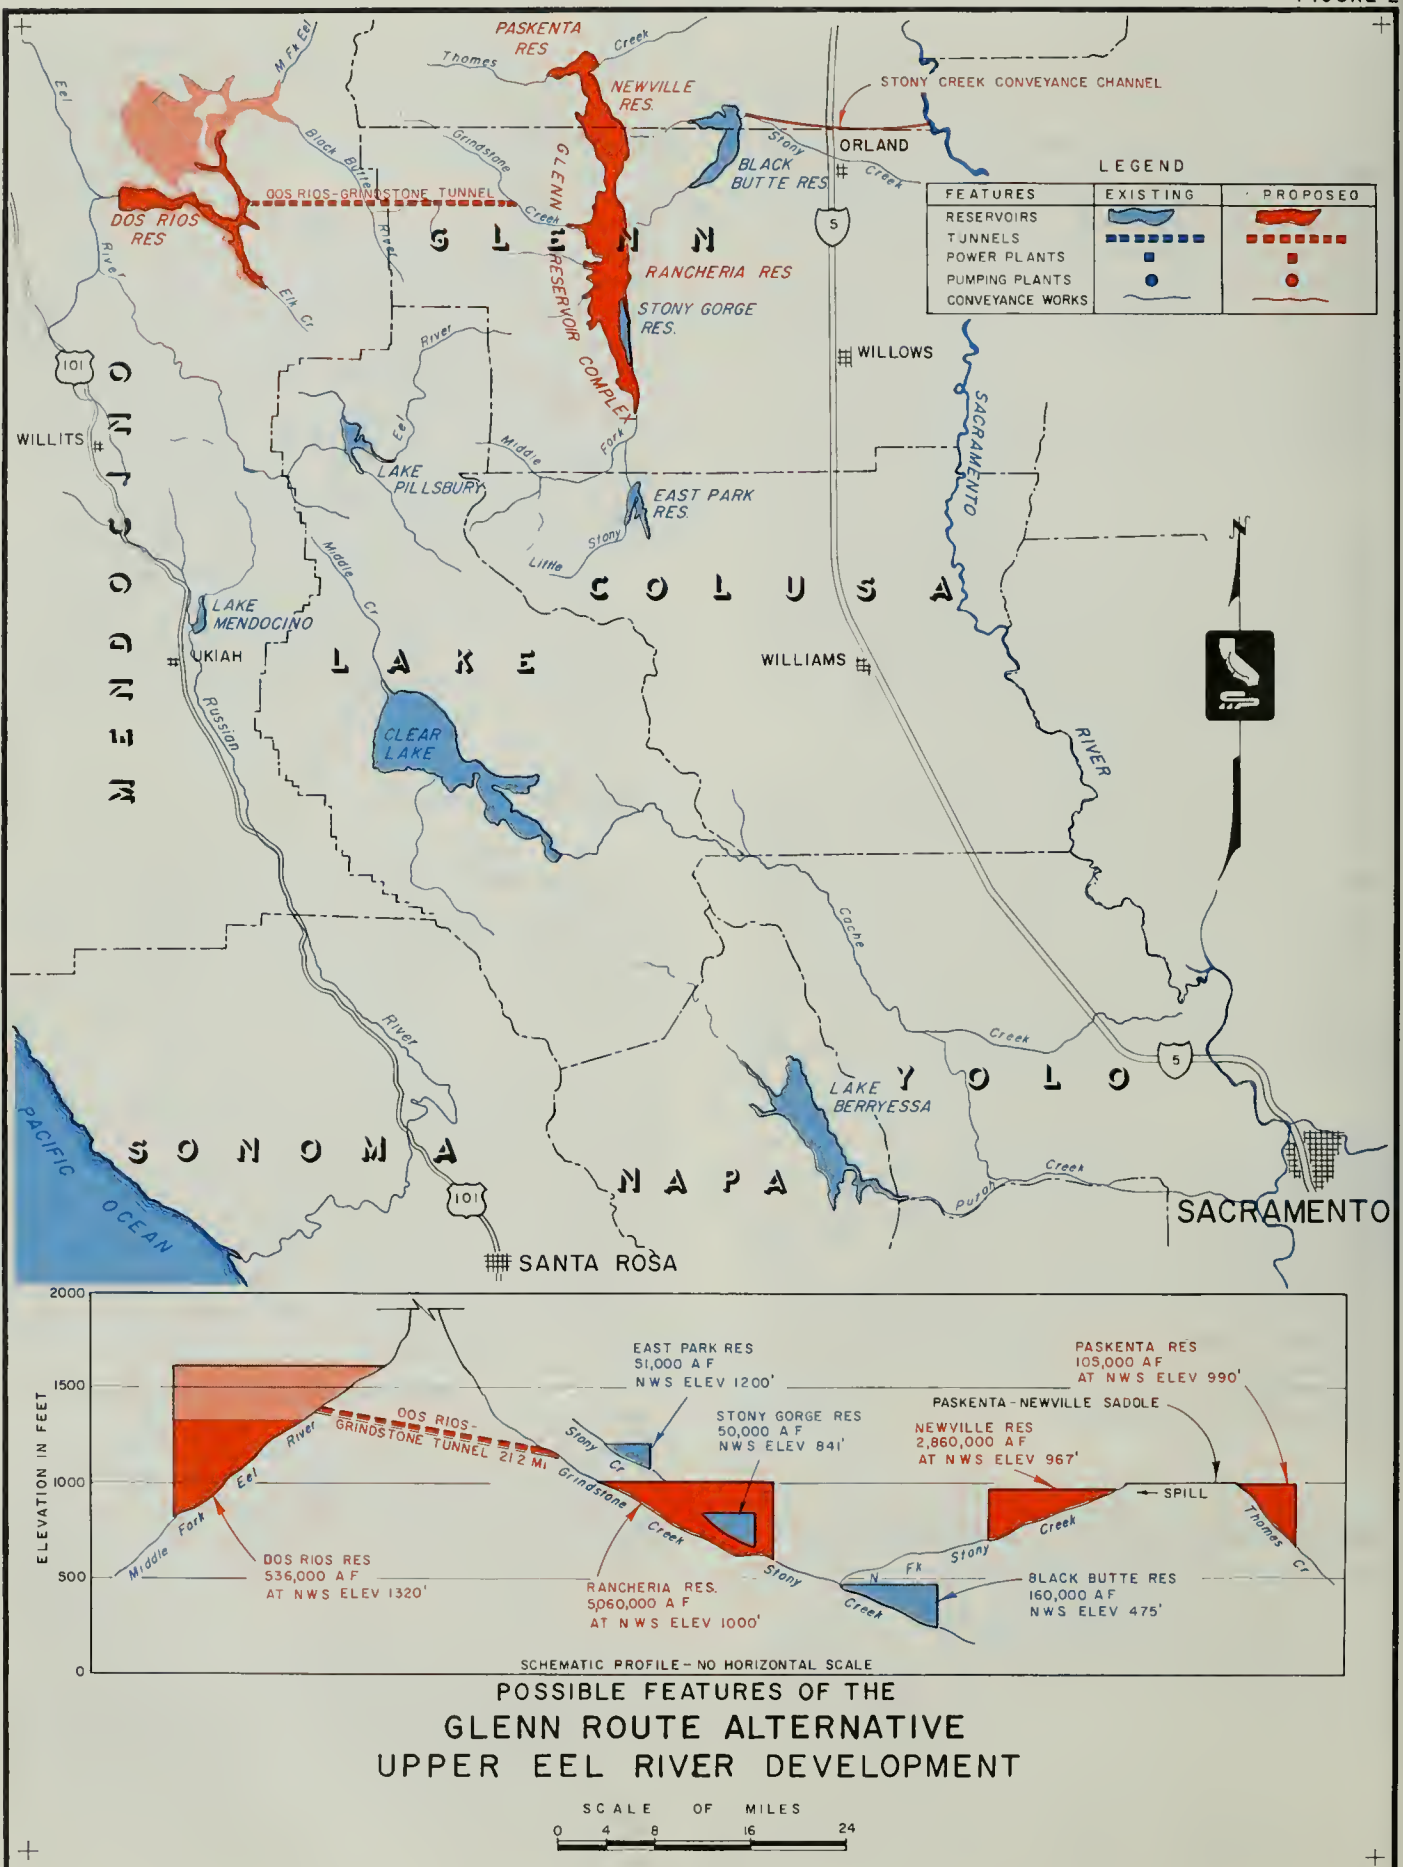 PASKENTA
RES
Thomes
Creek
M Fk Eel
Eel
NEWVILLE
RES.
STONY CREEK CONVEYANCE CHANNEL
Black Butte
River
Grindstone
Creek
Stony
Creek
ORLAND
BLACK
BUTTE RES
GLENN RESERVOIR COMPLEX
DOS RIOS-GRINDSTONE TUNNEL
DOS RIOS
RES
River
Elk Cr
GLENN
5
RANCHERIA RES
STONY GORGE
RES.
LEGEND
FEATURES EXISTING PROPOSED
RESERVOIRS
TUNNELS
POWER PLANTS
PUMPING PLANTS
CONVEYANCE WORKS
101
WILLITS
MENDOCINO
River
Eel
WILLOWS
SACRAMENTO
RIVER
LAKE
PILLSBURY
Middle
Fork
EAST PARK
RES.
Stony
Little
Middle
Cr
COLUSA
N
LAKE
MENDOCINO
UKIAH
LAKE
WILLIAMS
Russian
River
CLEAR
LAKE
Cache
Creek
5
YOLO
LAKE
BERRYESSA
PACIFIC
OCEAN
SONOMA
101
NAPA
Putah
Creek
SACRAMENTO
SANTA ROSA
2000
1500
1000
500
0
ELEVATION IN FEET
EAST PARK RES
51,000 A F
NWS ELEV 1200'
PASKENTA RES
105,000 A F
AT NWS ELEV 990'
STONY GORGE RES
50,000 A F
NWS ELEV 841'
PASKENTA-NEWVILLE SADDLE
NEWVILLE RES
2,860,000 A F
AT NWS ELEV 967'
DOS RIOS-
GRINDSTONE TUNNEL 21.2 MI
Stony
Cr
SPILL
Middle Fork Eel River
Grindstone
Creek
Stony
Creek
N Fk Stony Creek
Thomes
Cr
DOS RIOS RES
536,000 A F
AT NWS ELEV 1320'
RANCHERIA RES.
5,060,000 A F
AT NWS ELEV 1000'
BLACK BUTTE RES
160,000 A F
NWS ELEV 475'
SCHEMATIC PROFILE - NO HORIZONTAL SCALE
POSSIBLE FEATURES OF THE
GLENN ROUTE ALTERNATIVE
UPPER EEL RIVER DEVELOPMENT
SCALE OF MILES
0 4 8 16 24